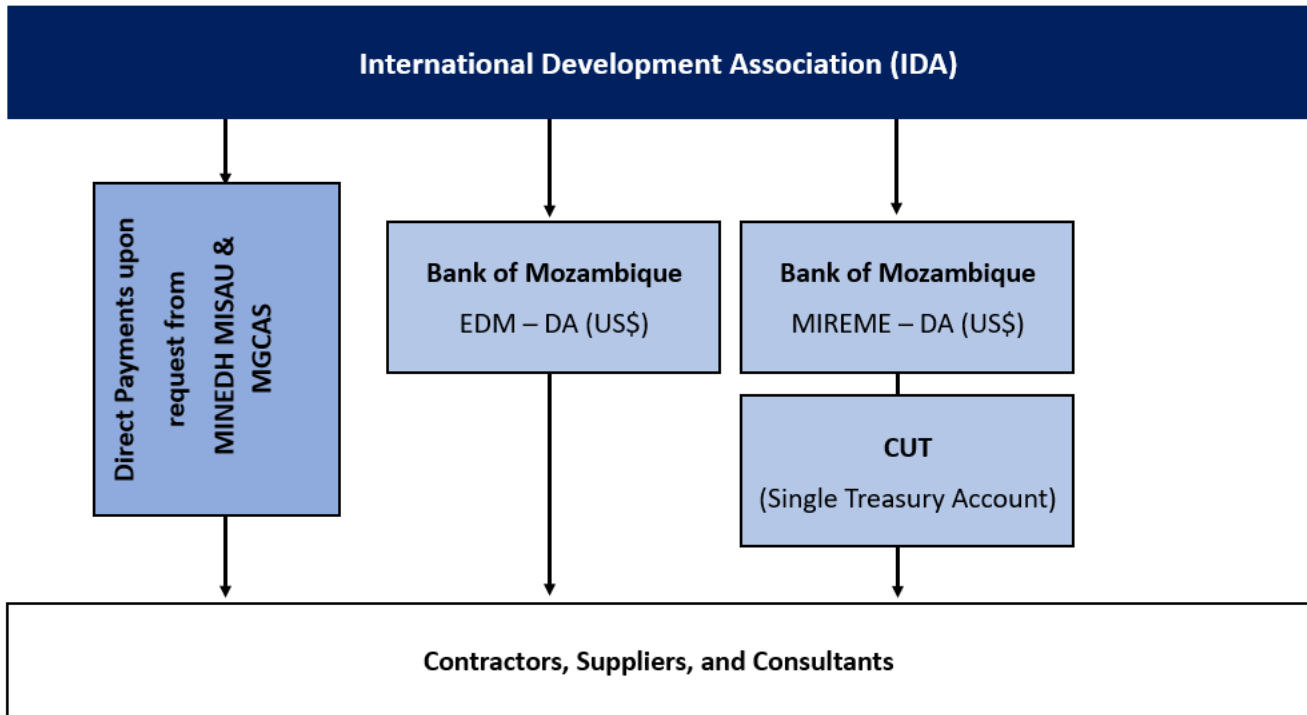 International Development Association (IDA)
Direct Payments upon
request from
MINEDH MISAU &
MGCAS
Bank of Mozambique
EDM – DA (US$)
Bank of Mozambique
MIREME – DA (US$)
CUT
(Single Treasury Account)
Contractors, Suppliers, and Consultants